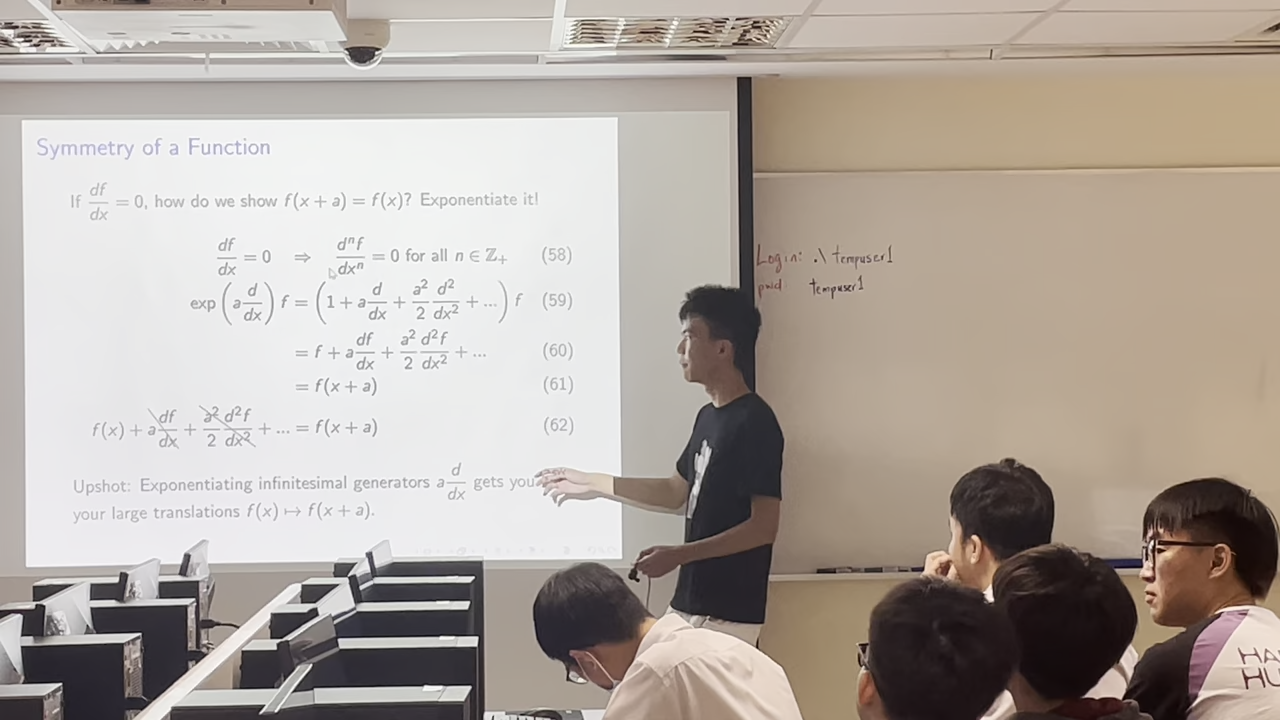 Symmetry of a Function
If df/dx = 0, how do we show f(x + a) = f(x)? Exponentiate it!
df/dx = 0 ⇒ dⁿf/dxⁿ = 0 for all n ∈ ℤ₊ (58)
exp(a d/dx) f = (1 + a d/dx + a²/2 d²/dx² + ...) f (59)
= f + a df/dx + a²/2 d²f/dx² + ... (60)
= f(x + a) (61)
f(x) + a df/dx + a²/2 d²f/dx² + ... = f(x + a) (62)
Upshot: Exponentiating infinitesimal generators a d/dx gets you
your large translations f(x) ↦ f(x + a).
Login: .\tempuser1
pwd: tempuser1